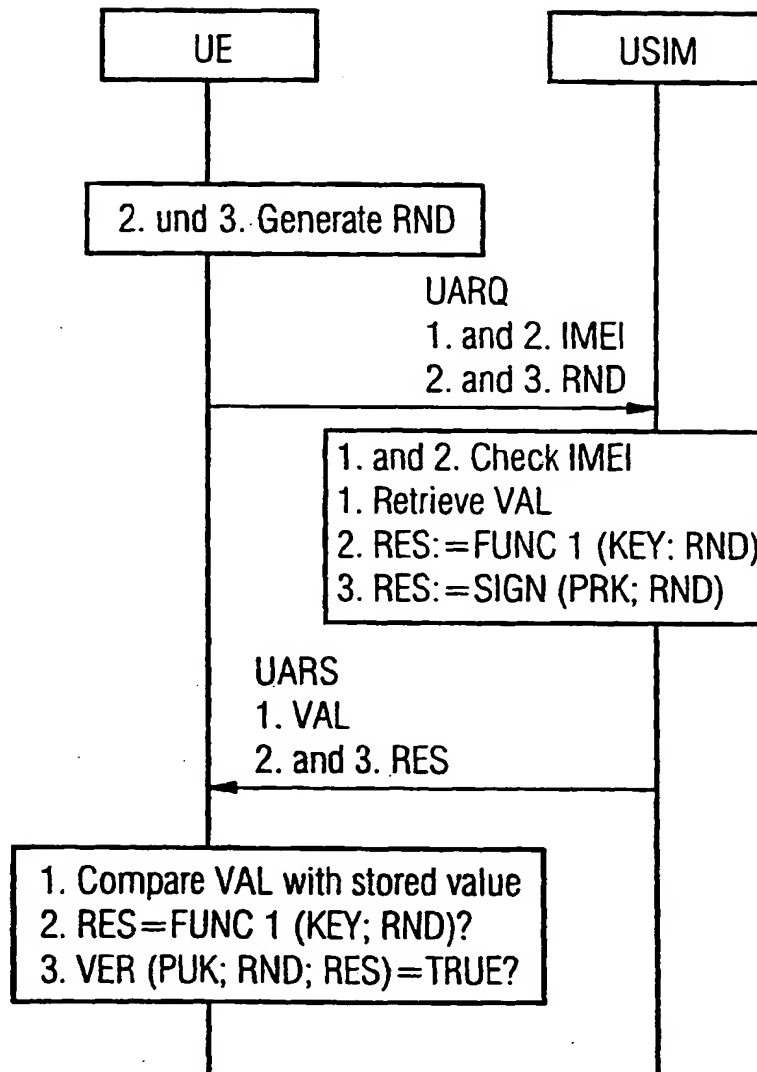 UE
USIM
2. und 3. Generate RND
UARQ
1. and 2. IMEI
2. and 3. RND
1. and 2. Check IMEI
1. Retrieve VAL
2. RES:=FUNC 1 (KEY: RND)
3. RES:=SIGN (PRK; RND)
UARS
1. VAL
2. and 3. RES
1. Compare VAL with stored value
2. RES=FUNC 1 (KEY; RND)?
3. VER (PUK; RND; RES)=TRUE?